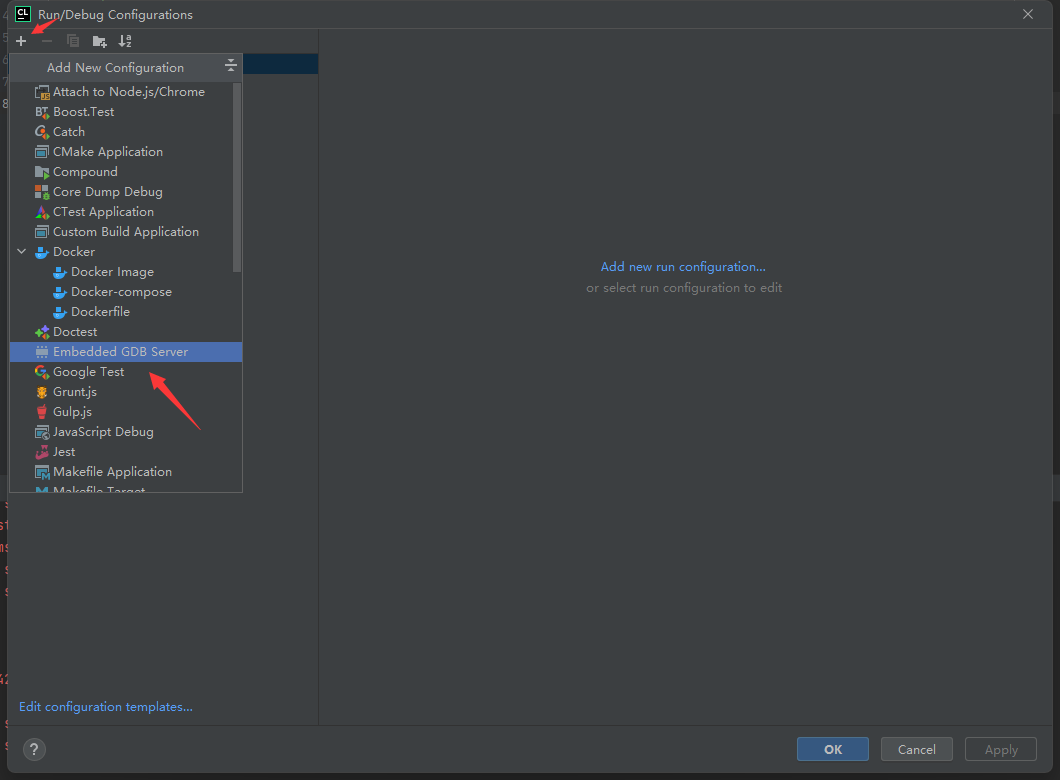 CL Run/Debug Configurations
Add New Configuration
Attach to Node.js/Chrome
Boost.Test
Catch
CMake Application
Compound
Core Dump Debug
CTest Application
Custom Build Application
Docker
Docker Image
Docker-compose
Dockerfile
Doctest
Embedded GDB Server
Google Test
Grunt.js
Gulp.js
JavaScript Debug
Jest
Makefile Application
Makefile Target
Add new run configuration...
or select run configuration to edit
Edit configuration templates...
?
OK
Cancel
Apply